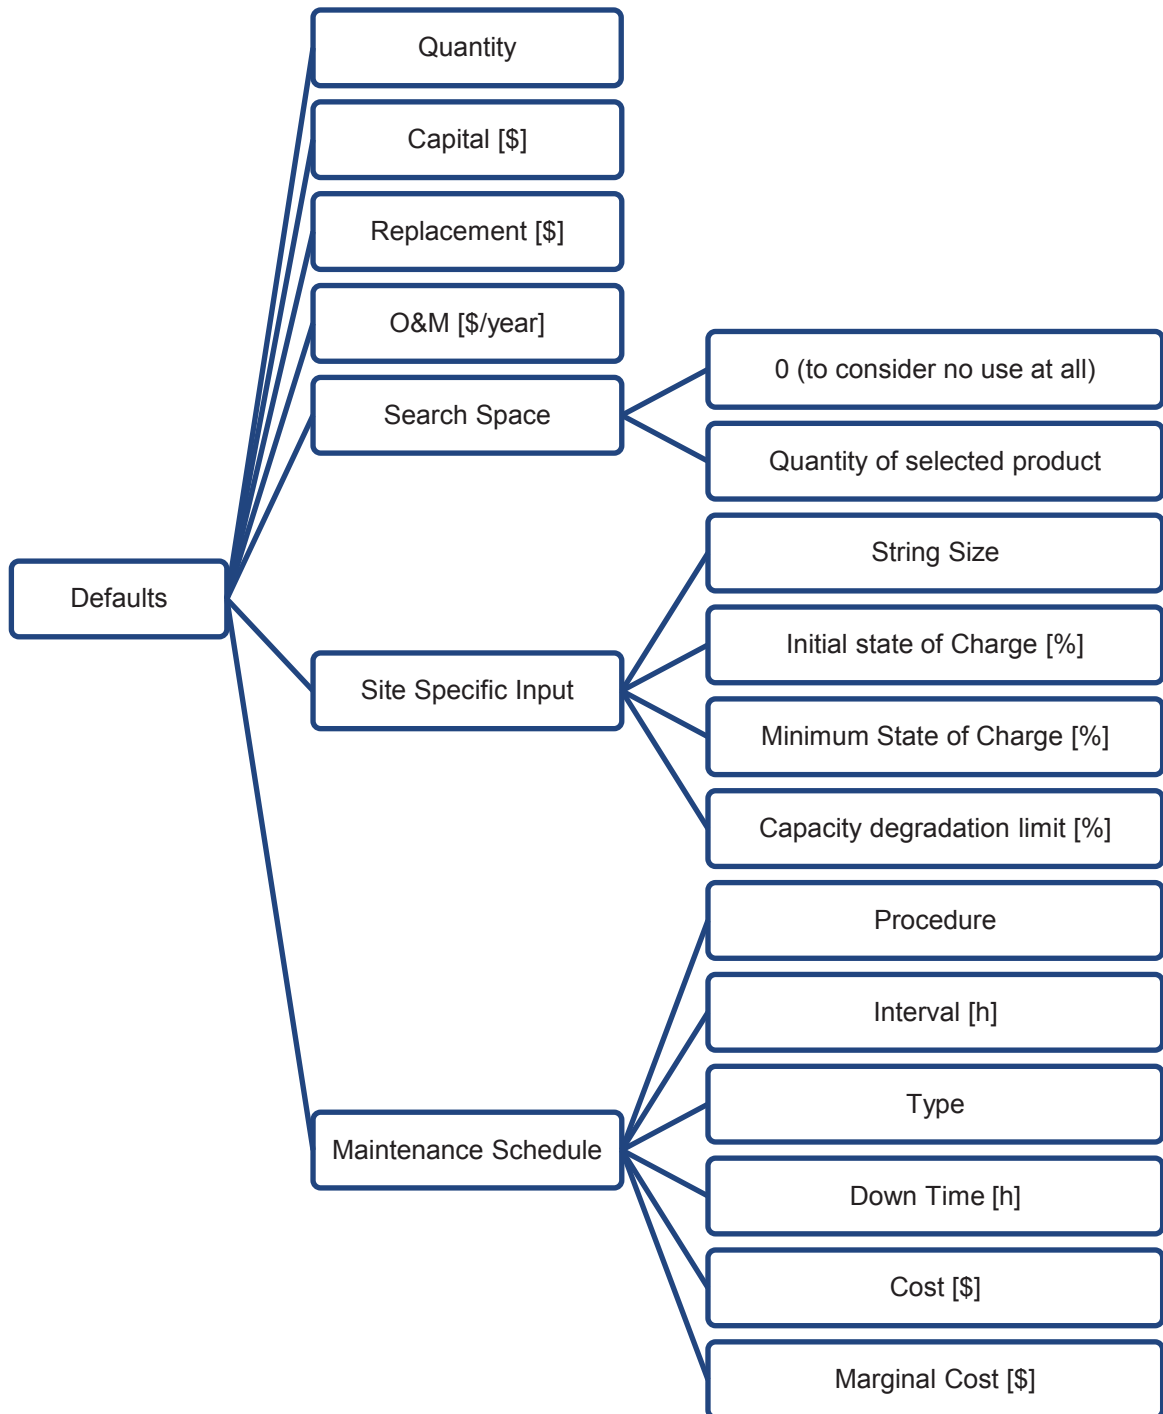 Quantity
Capital [$]
Replacement [$]
O&M [$/year]
Search Space
0 (to consider no use at all)
Quantity of selected product
Defaults
Site Specific Input
String Size
Initial state of Charge [%]
Minimum State of Charge [%]
Capacity degradation limit [%]
Maintenance Schedule
Procedure
Interval [h]
Type
Down Time [h]
Cost [$]
Marginal Cost [$]